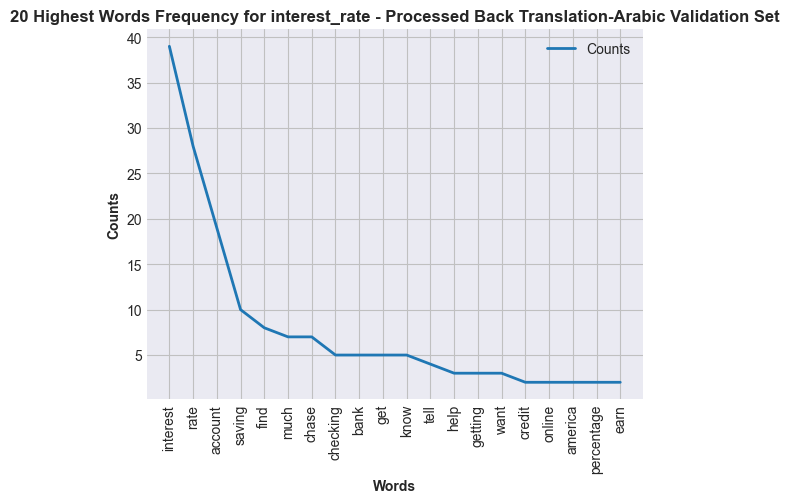 20 Highest Words Frequency for interest_rate - Processed Back Translation-Arabic Validation Set
Counts
40
35
30
25
20
15
10
5
Counts
interest
rate
account
saving
find
much
chase
checking
bank
get
know
tell
help
getting
want
credit
online
america
percentage
earn
Words